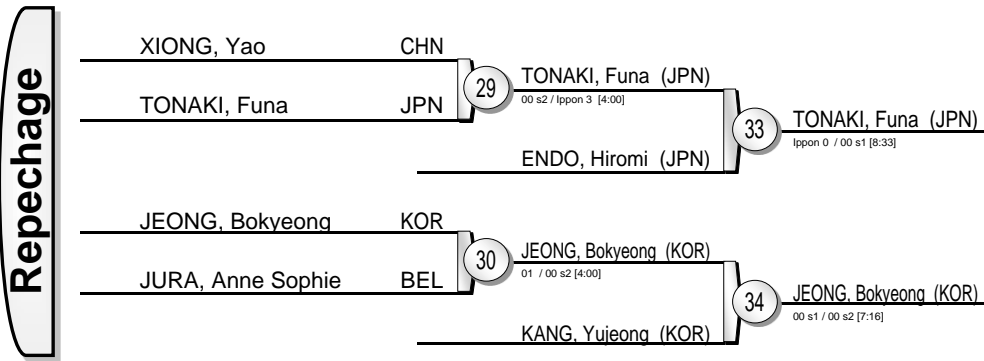 Repechage
XIONG, Yao CHN
TONAKI, Funa JPN
29
TONAKI, Funa (JPN)
00 s2 / Ippon 3 [4:00]
ENDO, Hiromi (JPN)
33
TONAKI, Funa (JPN)
Ippon 0 / 00 s1 [8:33]
JEONG, Bokyeong KOR
JURA, Anne Sophie BEL
30
JEONG, Bokyeong (KOR)
01 / 00 s2 [4:00]
KANG, Yujeong (KOR)
34
JEONG, Bokyeong (KOR)
00 s1 / 00 s2 [7:16]